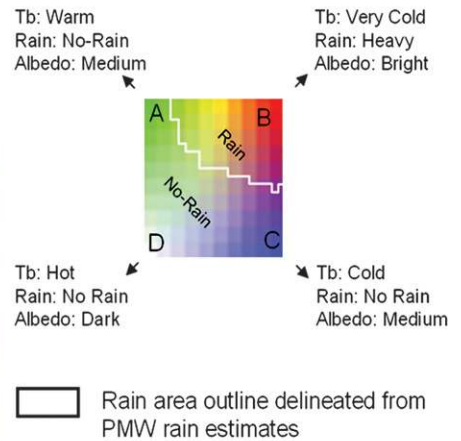 Tb: Warm
Rain: No-Rain
Albedo: Medium
Tb: Very Cold
Rain: Heavy
Albedo: Bright
A
B
Rain
No-Rain
D
C
Tb: Hot
Rain: No Rain
Albedo: Dark
Tb: Cold
Rain: No Rain
Albedo: Medium
Rain area outline delineated from
PMW rain estimates